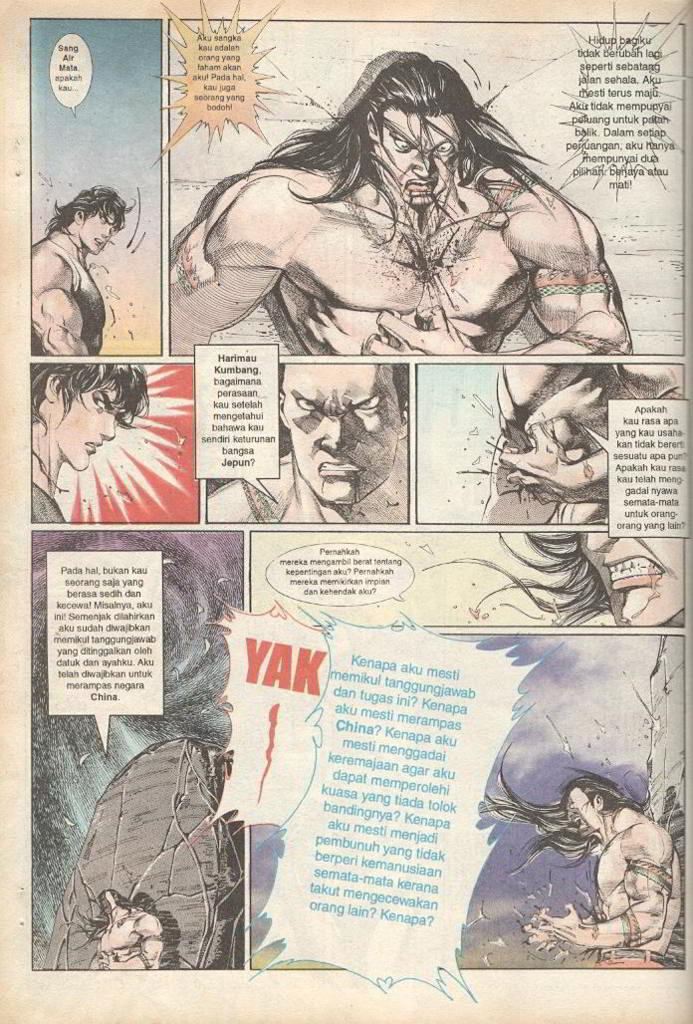 Sang
Air
Mata,
apakah
kau...
Aku sangka
kau adalah
orang yang
faham akan
aku! Pada hal,
kau juga
seorang yang
bodoh!
Hidup bagiku
tidak berubah lagi
seperti sebatang
jalan sehala. Aku
mesti terus maju.
Aku tidak mempunyai
peluang untuk patah
balik. Dalam setiap
perjuangan, aku hanya
mempunyai dua
pilihan, berjaya atau
mati!
Harimau
Kumbang,
bagaimana
perasaan
kau setelah
mengetahui
bahawa kau
sendiri keturunan
bangsa
Jepun?
Apakah
kau rasa apa
yang kau usaha-
kan tidak bererti
sesuatu apa pun?
Apakah kau rasa
kau telah meng-
gadai nyawa
semata-mata
untuk orang-
orang yang lain?
Pernahkah
mereka mengambil berat tentang
kepentingan aku? Pernahkah
mereka memikirkan impian
dan kehendak aku?
Pada hal, bukan kau
seorang saja yang
berasa sedih dan
kecewa! Misalnya, aku
ini! Semenjak dilahirkan
aku sudah diwajibkan
memikul tanggungjawab
yang ditinggalkan oleh
datuk dan ayahku. Aku
telah diwajibkan untuk
merampas negara
China.
YAK
!
Kenapa aku mesti
memikul tanggungjawab
dan tugas ini? Kenapa
aku mesti merampas
China? Kenapa aku
mesti menggadai
keremajaan agar aku
dapat memperolehi
kuasa yang tiada tolok
bandingnya? Kenapa
aku mesti menjadi
pembunuh yang tidak
berperi kemanusiaan
semata-mata kerana
takut mengecewakan
orang lain? Kenapa?